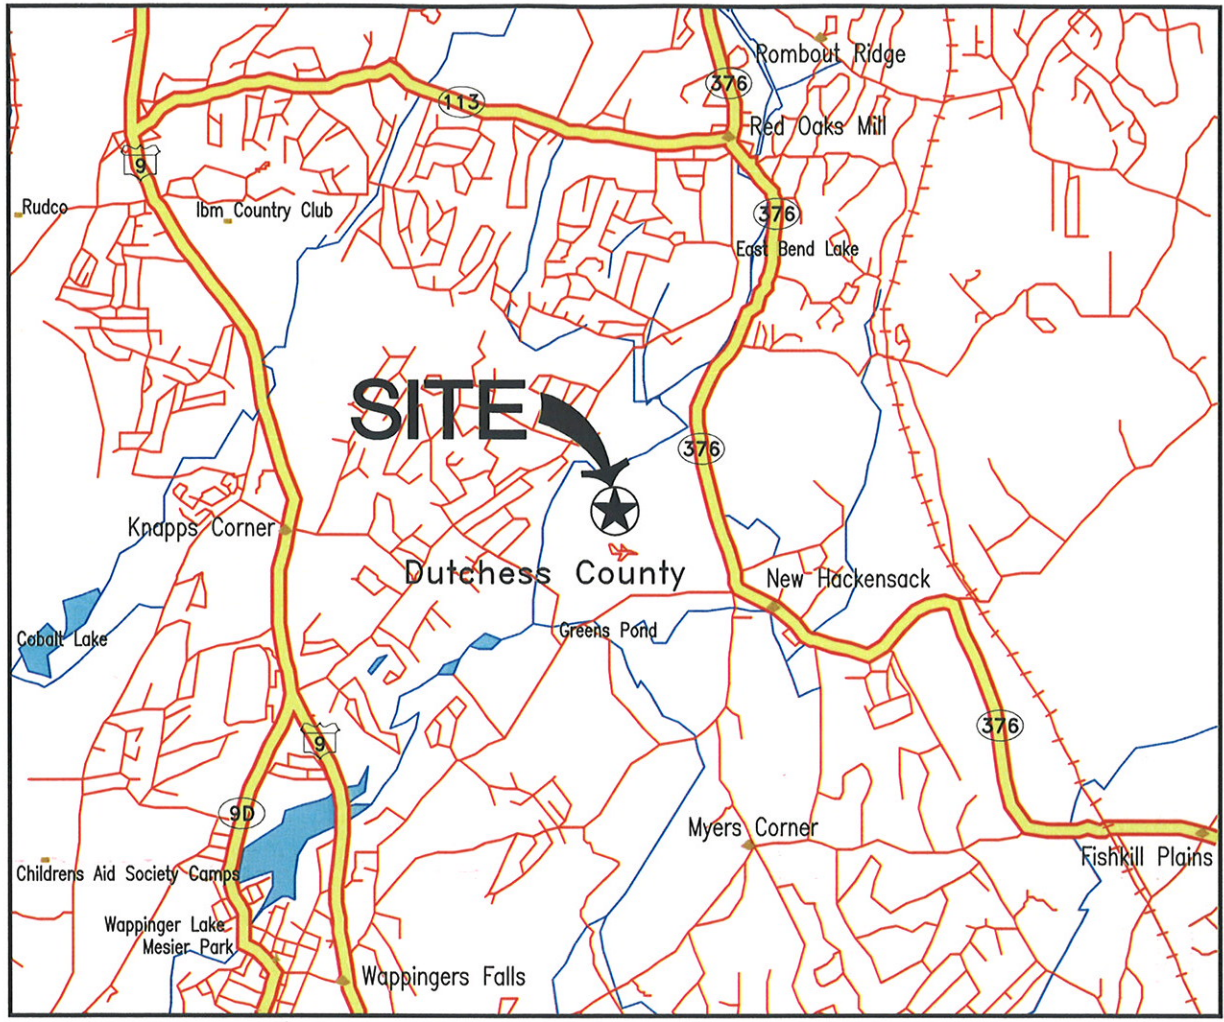 Rombout Ridge
376
113
Red Oaks Mill
9
Rudco
Ibm Country Club
376
East Bend Lake
SITE
376
Knapps Corner
Dutchess County
New Hackensack
Cobalt Lake
Greens Pond
376
9
9D
Myers Corner
Fishkill Plains
Childrens Aid Society Camps
Wappinger Lake
Mesier Park
Wappingers Falls